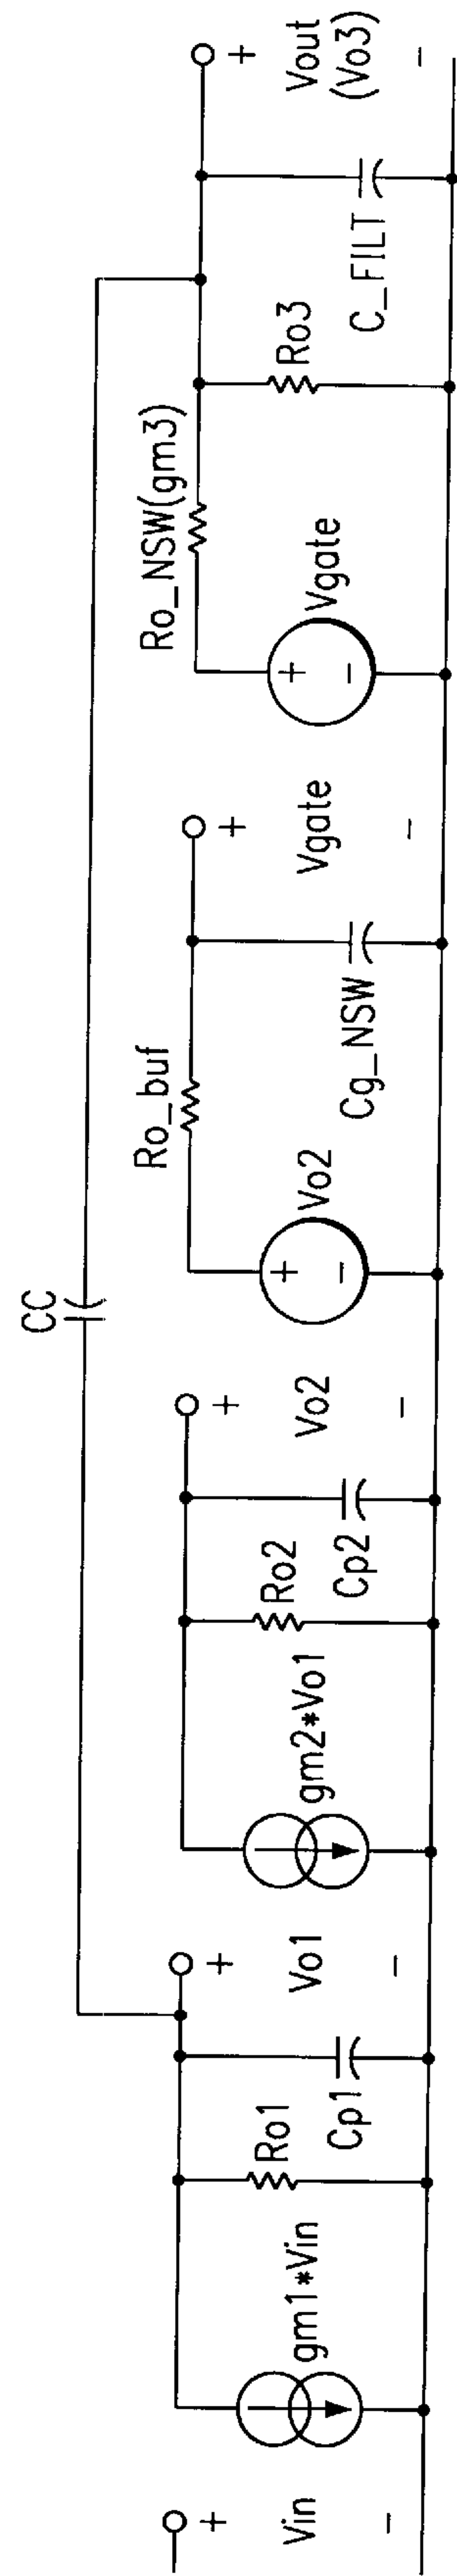 CC
Vin
+
-
gm1*Vin
Ro1
Cp1
+
Vo1
-
gm2*Vo1
Ro2
Cp2
+
Vo2
-
+
-
Vo2
Ro_buf
Cg_NSW
+
Vgate
-
+
-
Vgate
Ro_NSW(gm3)
Ro3
C_FILT
+
Vout
(Vo3)
-